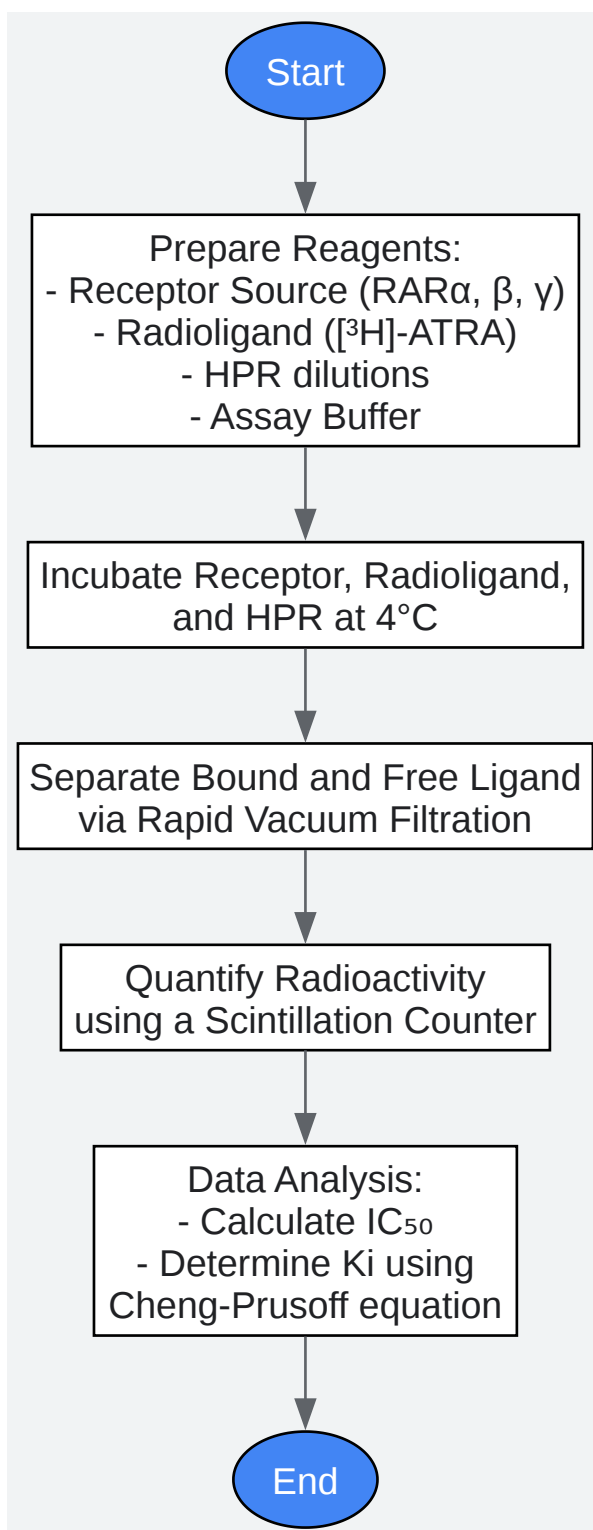 Start
Prepare Reagents:
- Receptor Source (RARα, β, γ)
- Radioligand ([³H]-ATRA)
- HPR dilutions
- Assay Buffer
Incubate Receptor, Radioligand,
and HPR at 4°C
Separate Bound and Free Ligand
via Rapid Vacuum Filtration
Quantify Radioactivity
using a Scintillation Counter
Data Analysis:
- Calculate IC₅₀
- Determine Ki using
Cheng-Prusoff equation
End